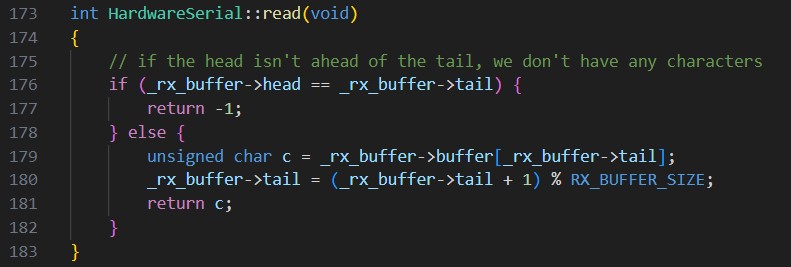 173 int HardwareSerial::read(void)
174 {
175     // if the head isn't ahead of the tail, we don't have any characters
176     if (_rx_buffer->head == _rx_buffer->tail) {
177         return -1;
178     } else {
179         unsigned char c = _rx_buffer->buffer[_rx_buffer->tail];
180         _rx_buffer->tail = (_rx_buffer->tail + 1) % RX_BUFFER_SIZE;
181         return c;
182     }
183 }